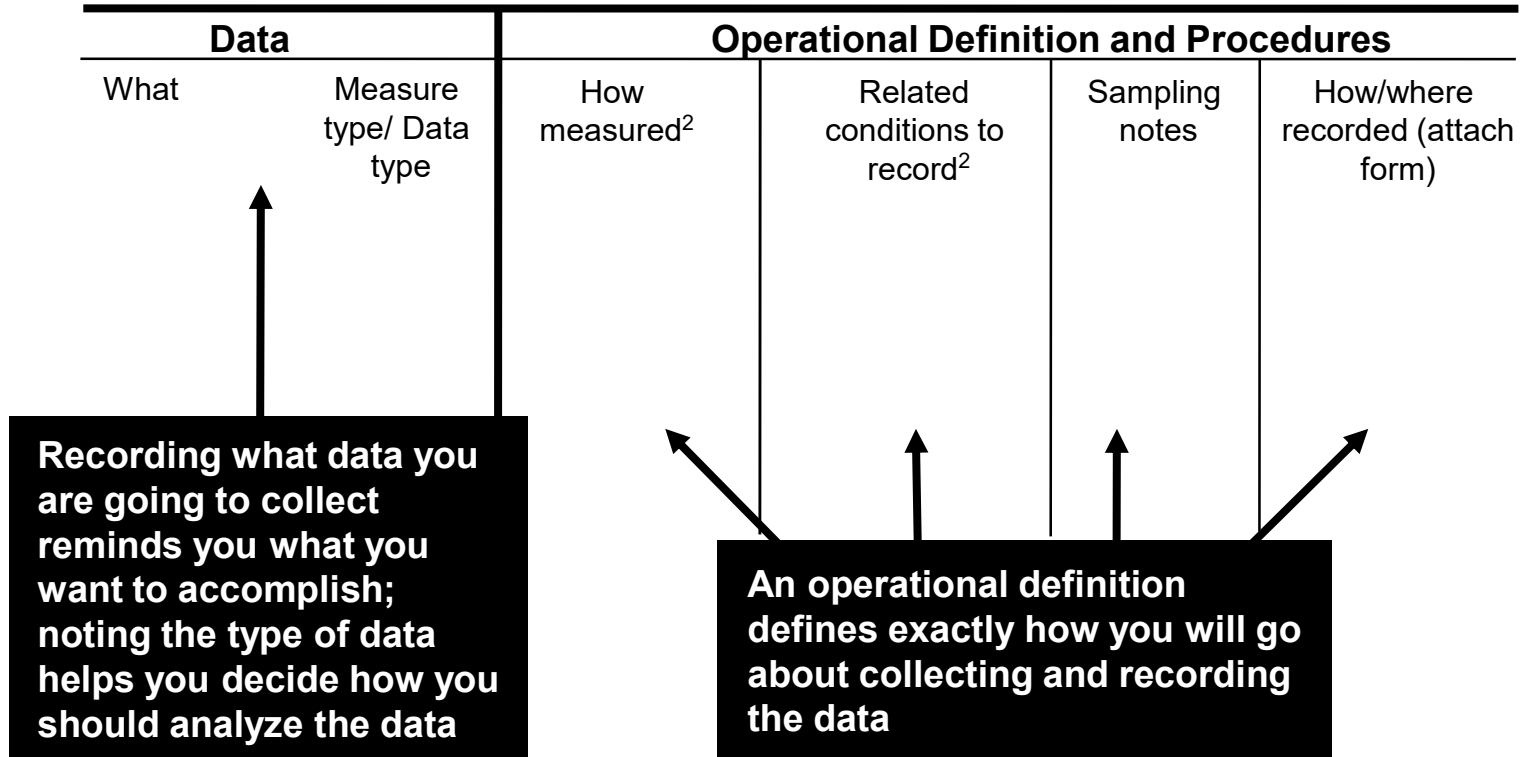 Data
Operational Definition and Procedures
What
Measure
type/ Data
type
How
measured²
Related
conditions to
record²
Sampling
notes
How/where
recorded (attach
form)
Recording what data you
are going to collect
reminds you what you
want to accomplish;
noting the type of data
helps you decide how you
should analyze the data
An operational definition
defines exactly how you will go
about collecting and recording
the data